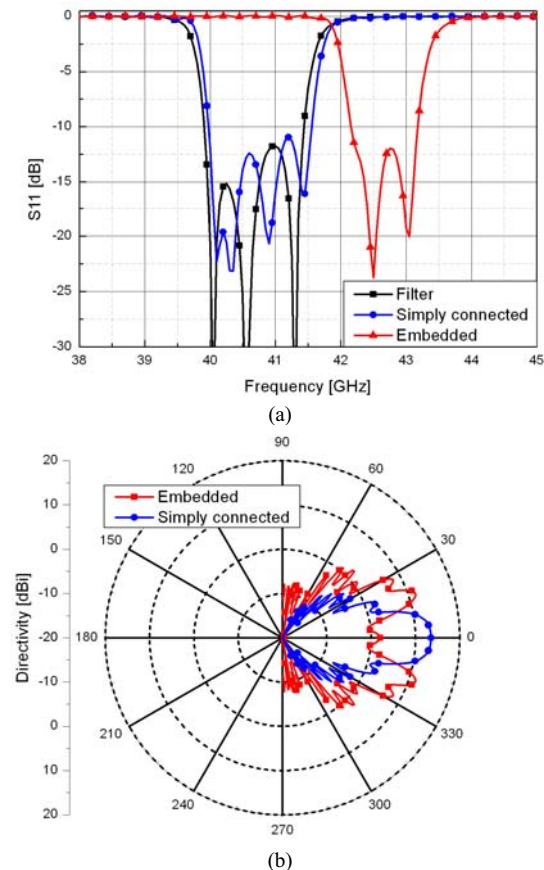 0
-5
-10
-15
-20
-25
-30
S11 [dB]
Filter
Simply connected
Embedded
38 39 40 41 42 43 44 45
Frequency [GHz]
(a)
90
20
120
60
Embedded
Simply connected
10
150
30
0
-10
Directivity [dBi]
-20
180
0
-10
0
210
330
10
240
300
20
270
(b)